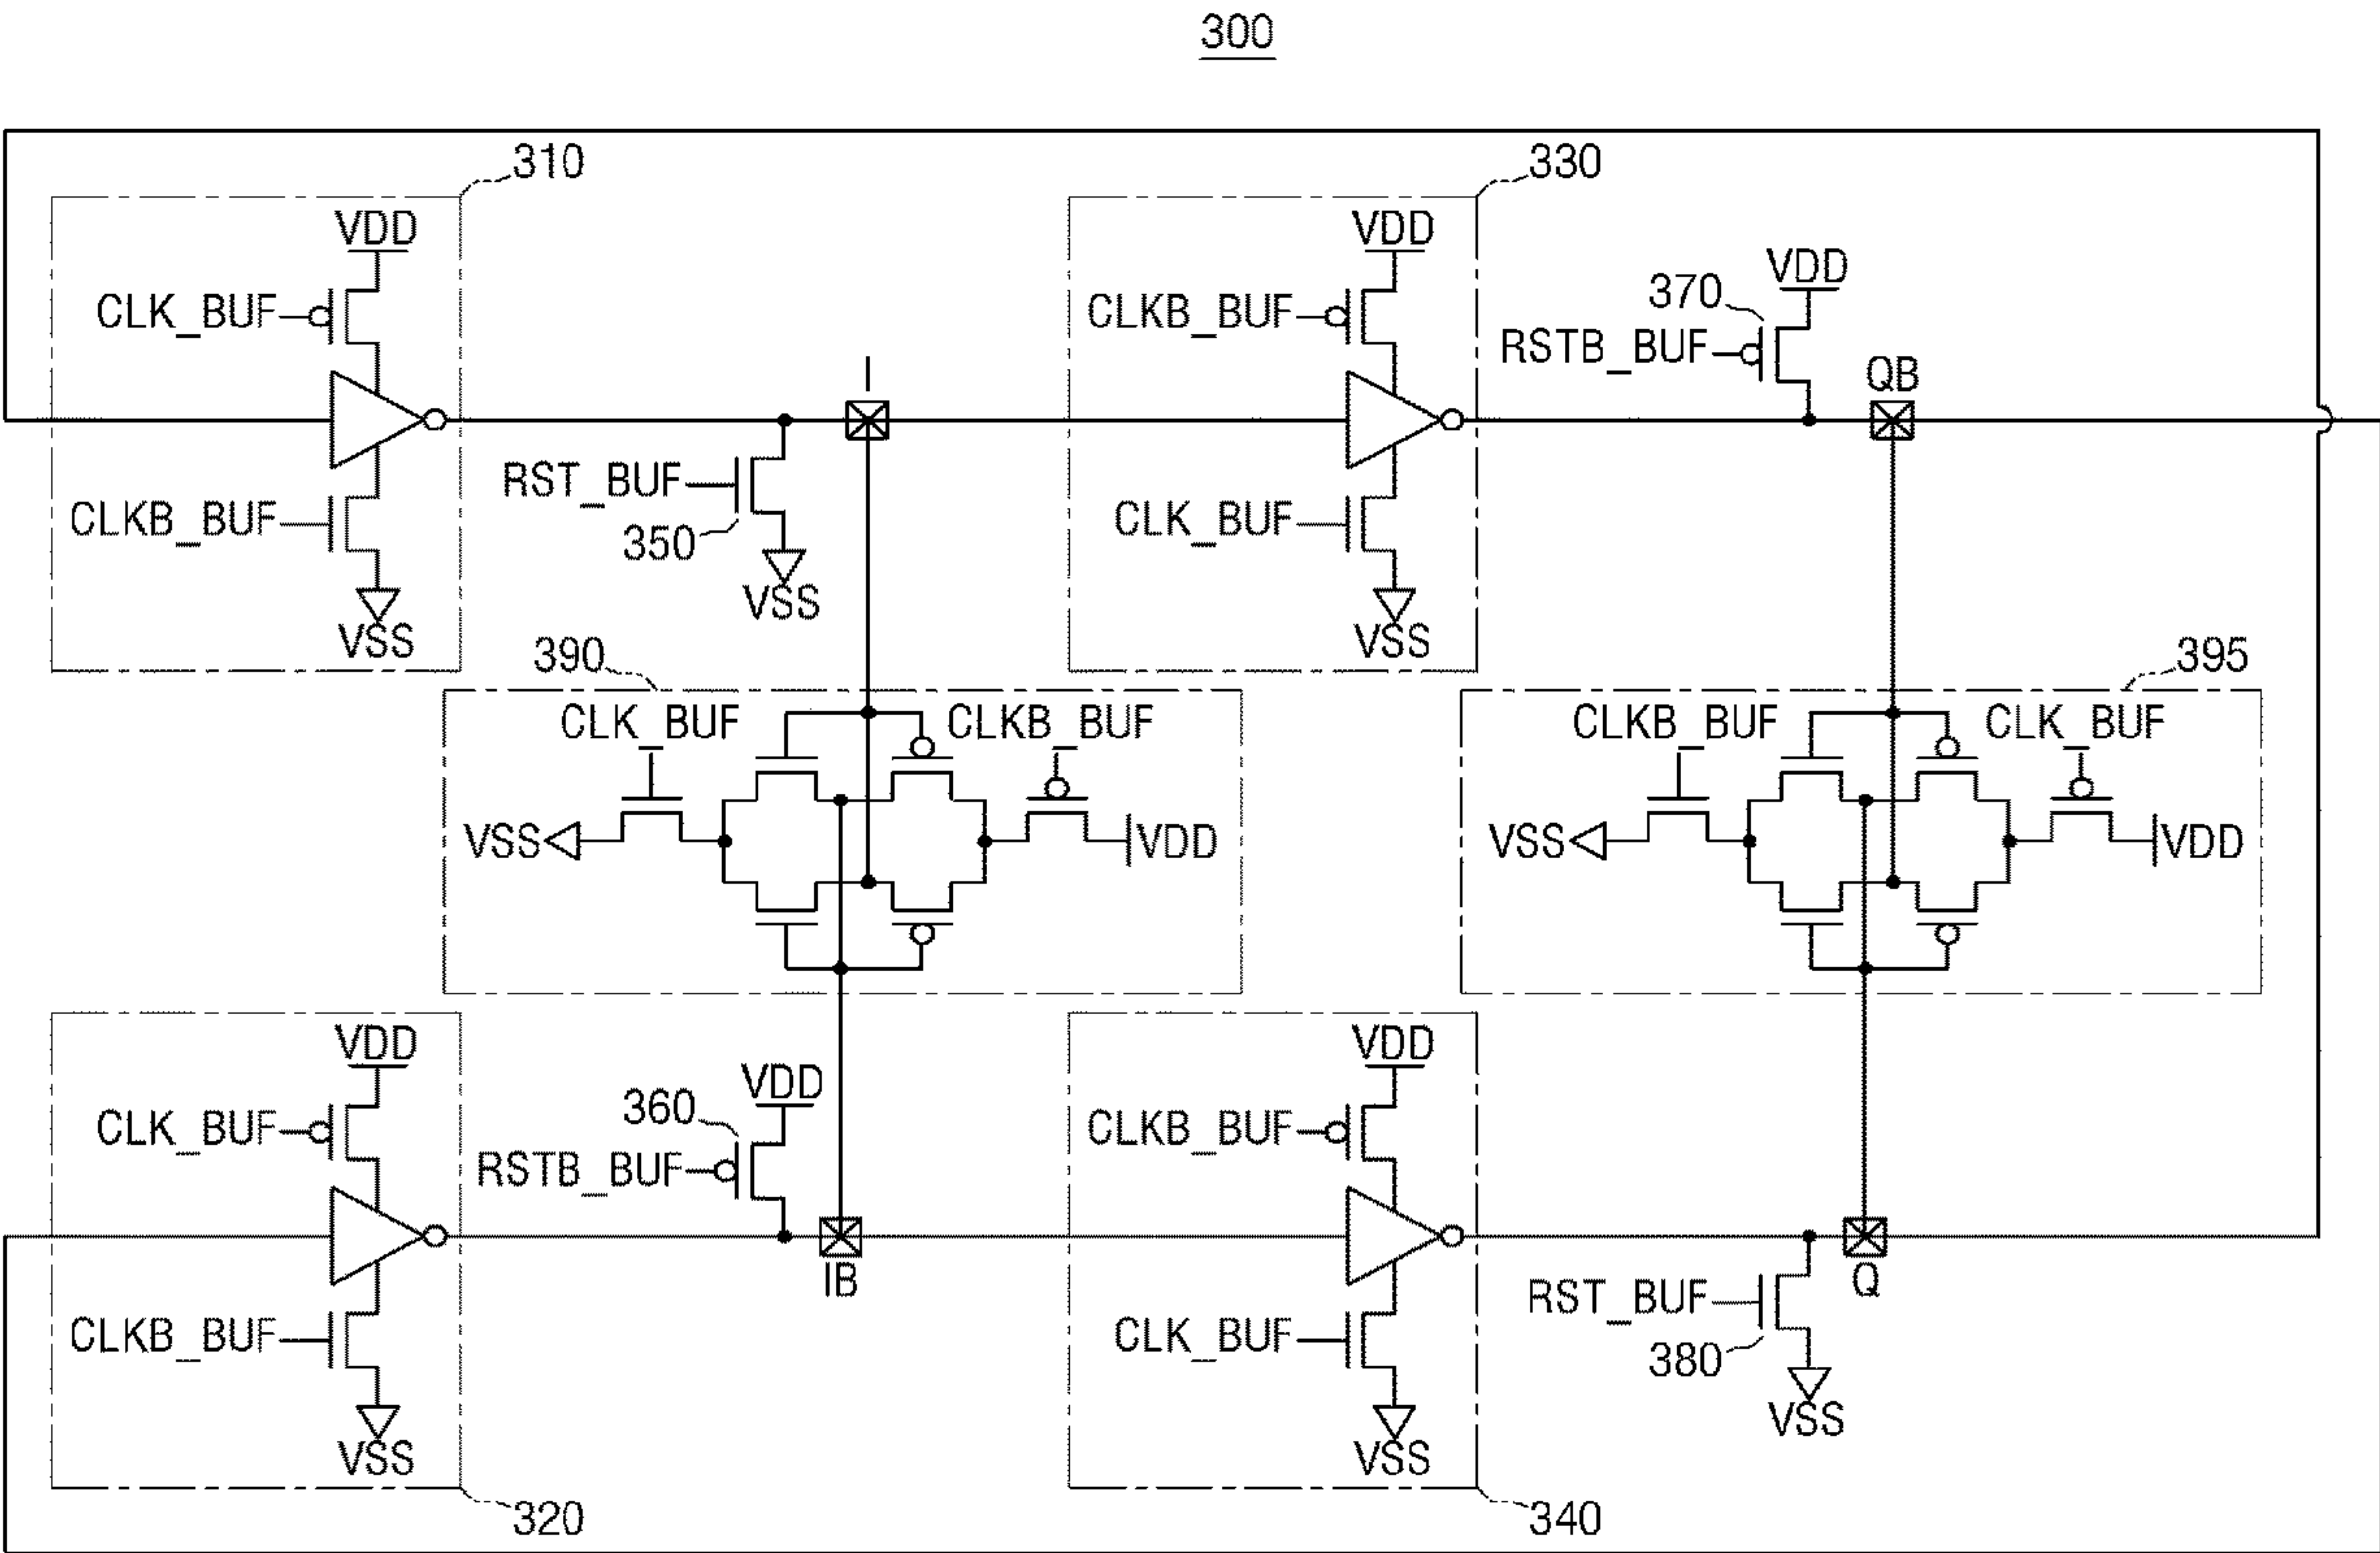 300
310
330
VDD
VDD
VDD
370
CLK_BUF
CLKB_BUF
RSTB_BUF
I
QB
RST_BUF
CLKB_BUF
350
CLK_BUF
VSS
VSS
VSS
390
395
CLK_BUF
CLKB_BUF
CLKB_BUF
CLK_BUF
VSS
VDD
VSS
VDD
VDD
VDD
360
VDD
CLK_BUF
RSTB_BUF
CLKB_BUF
IB
Q
CLKB_BUF
CLK_BUF
RST_BUF
380
VSS
VSS
VSS
320
340